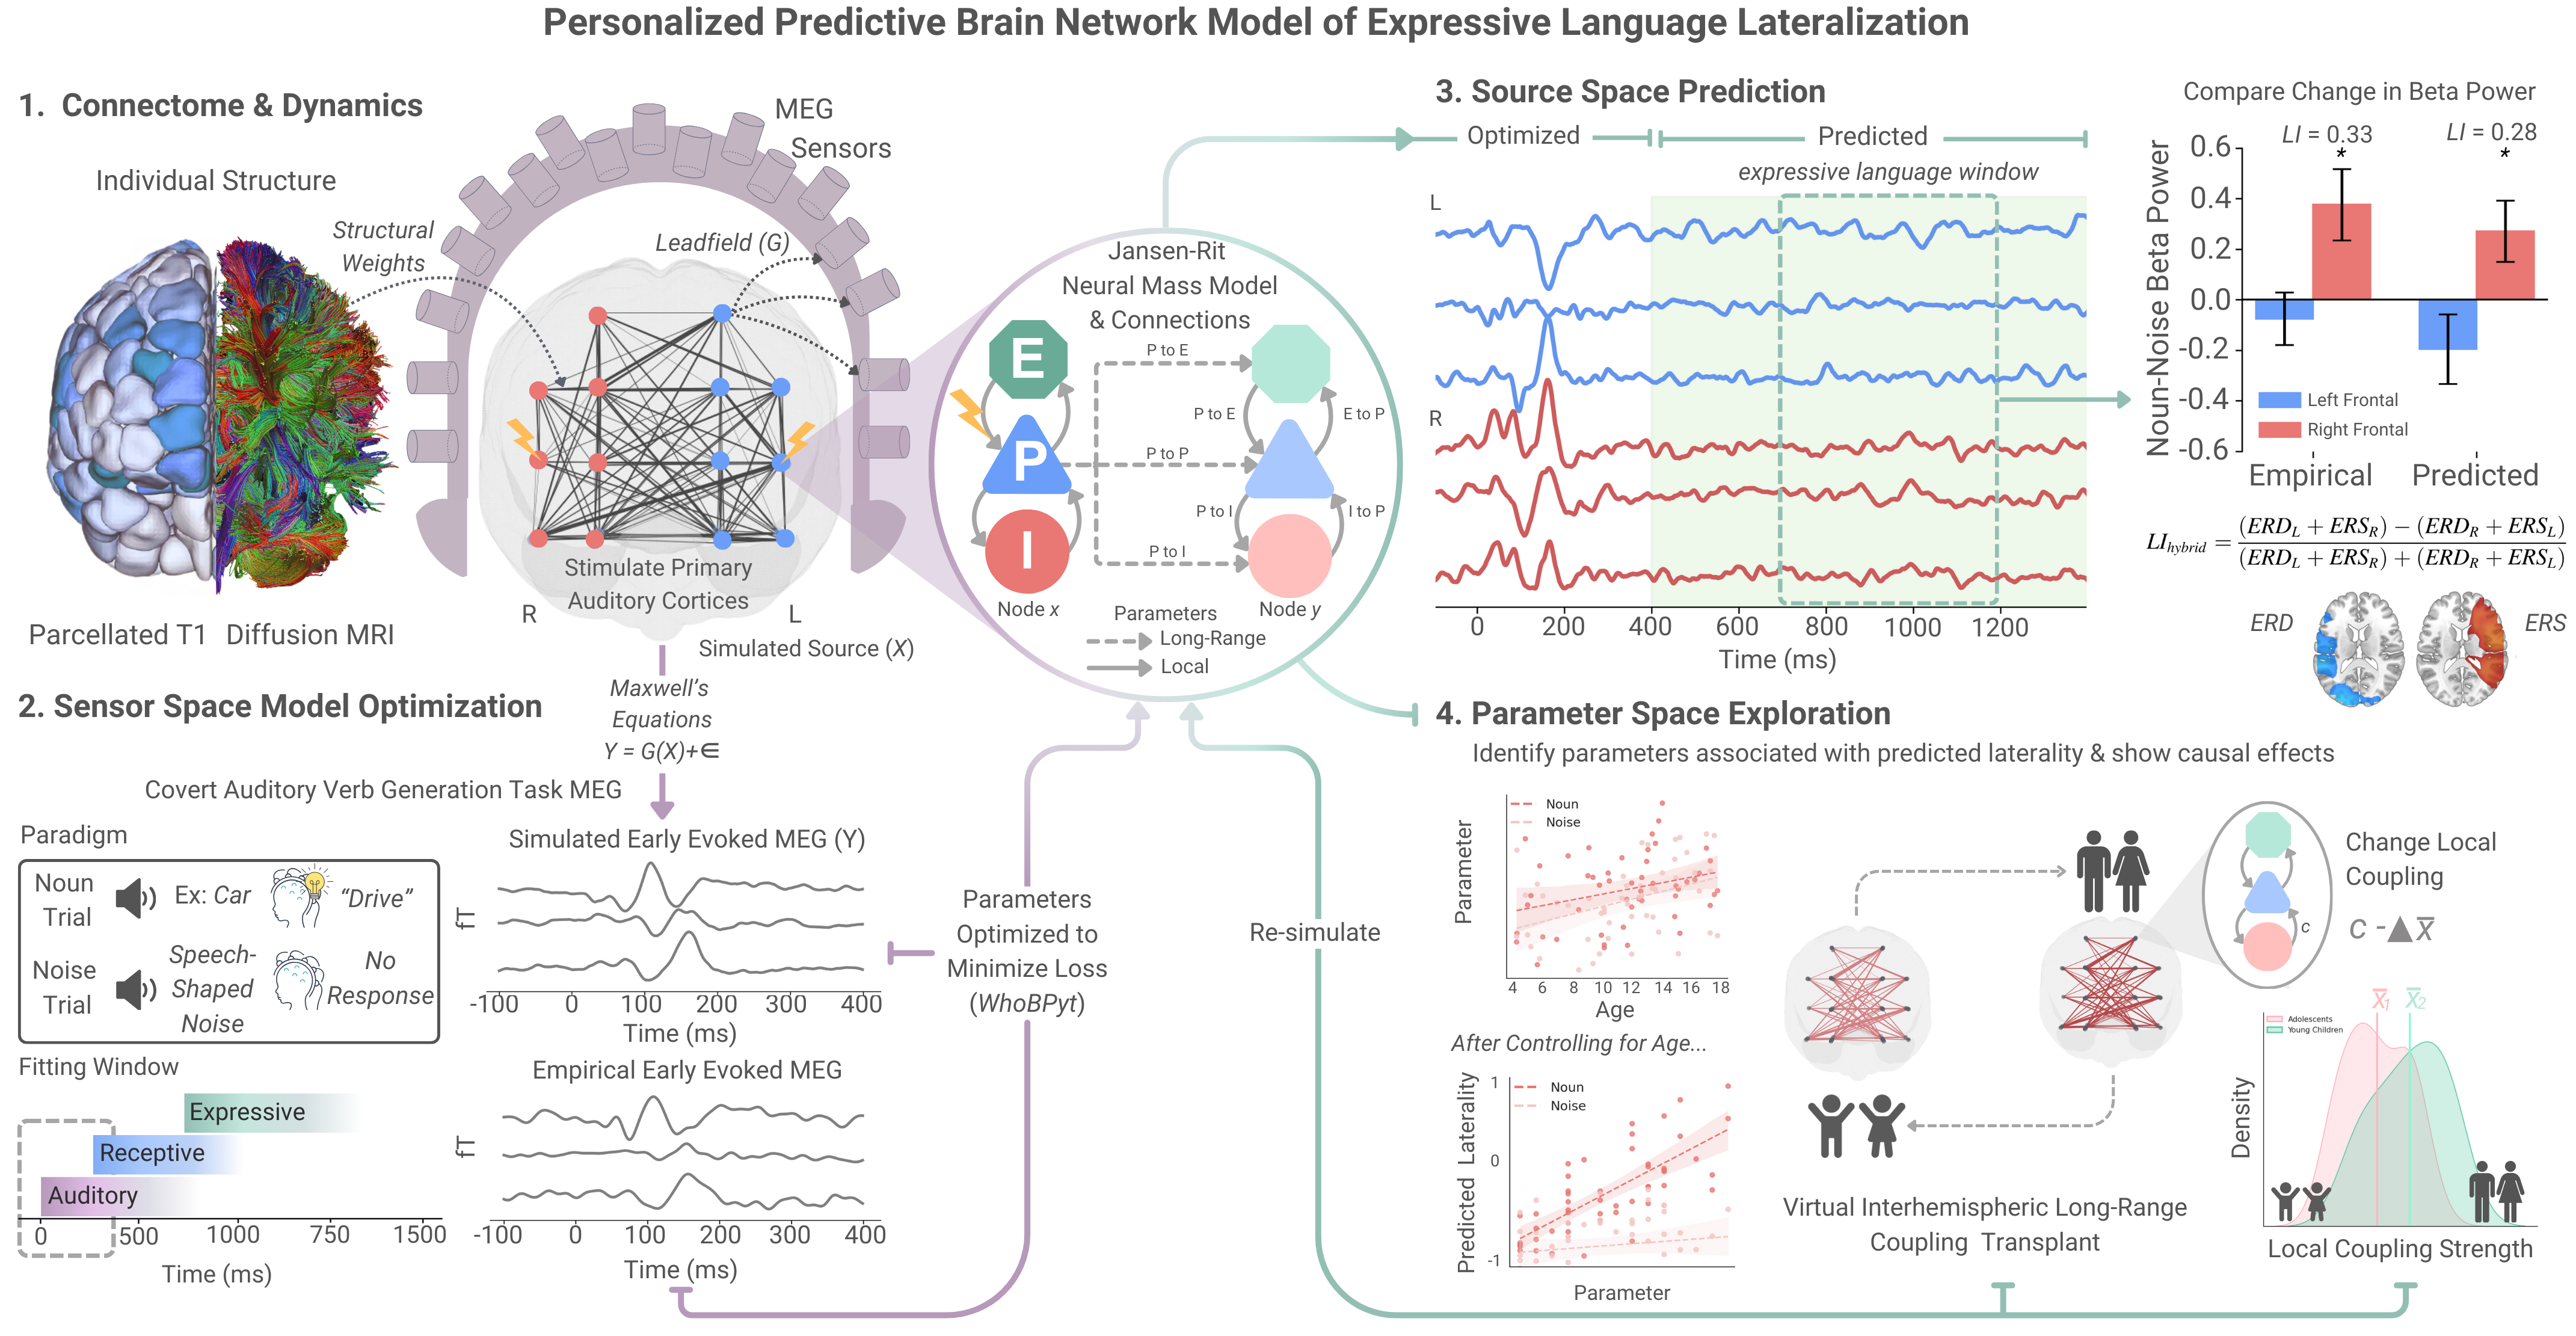 Personalized Predictive Brain Network Model of Expressive Language Lateralization
1. Connectome & Dynamics
Individual Structure
Structural
Weights
Parcellated T1
Diffusion MRI
MEG
Sensors
Leadfield (G)
Stimulate Primary
Auditory Cortices
R
L
Simulated Source (X)
Maxwell's
Equations
Y = G(X)+∈
Jansen-Rit
Neural Mass Model
& Connections
E
P
I
P to E
P to E
E to P
P to P
P to I
I to P
P to I
Node x
Node y
Parameters
Long-Range
Local
2. Sensor Space Model Optimization
Covert Auditory Verb Generation Task MEG
Paradigm
Noun
Trial
Ex: Car
“Drive”
Noise
Trial
Speech-
Shaped
Noise
No
Response
Fitting Window
Expressive
Receptive
Auditory
0 500 1000 750 1500
Time (ms)
Simulated Early Evoked MEG (Y)
fT
-100 0 100 200 300 400
Time (ms)
Empirical Early Evoked MEG
fT
-100 0 100 200 300 400
Time (ms)
Parameters
Optimized to
Minimize Loss
(WhoBPyt)
Re-simulate
3. Source Space Prediction
Optimized
Predicted
expressive language window
L
R
0 200 400 600 800 1000 1200
Time (ms)
Compare Change in Beta Power
LI = 0.33
*
LI = 0.28
*
Noun-Noise Beta Power
0.6
0.4
0.2
0.0
-0.2
-0.4
-0.6
Left Frontal
Right Frontal
Empirical
Predicted
LI_hybrid = (ERD_L + ERS_R) − (ERD_R + ERS_L)
(ERD_L + ERS_R) + (ERD_R + ERS_L)
ERD
ERS
4. Parameter Space Exploration
Identify parameters associated with predicted laterality & show causal effects
Noun
Noise
Parameter
4 6 8 10 12 14 16 18
Age
After Controlling for Age...
Noun
Noise
Predicted Laterality
1
0
-1
Parameter
Virtual Interhemispheric Long-Range
Coupling Transplant
c
Change Local
Coupling
C -▲x̅
x̅1 x̅2
Adolescents
Young Children
Density
Local Coupling Strength